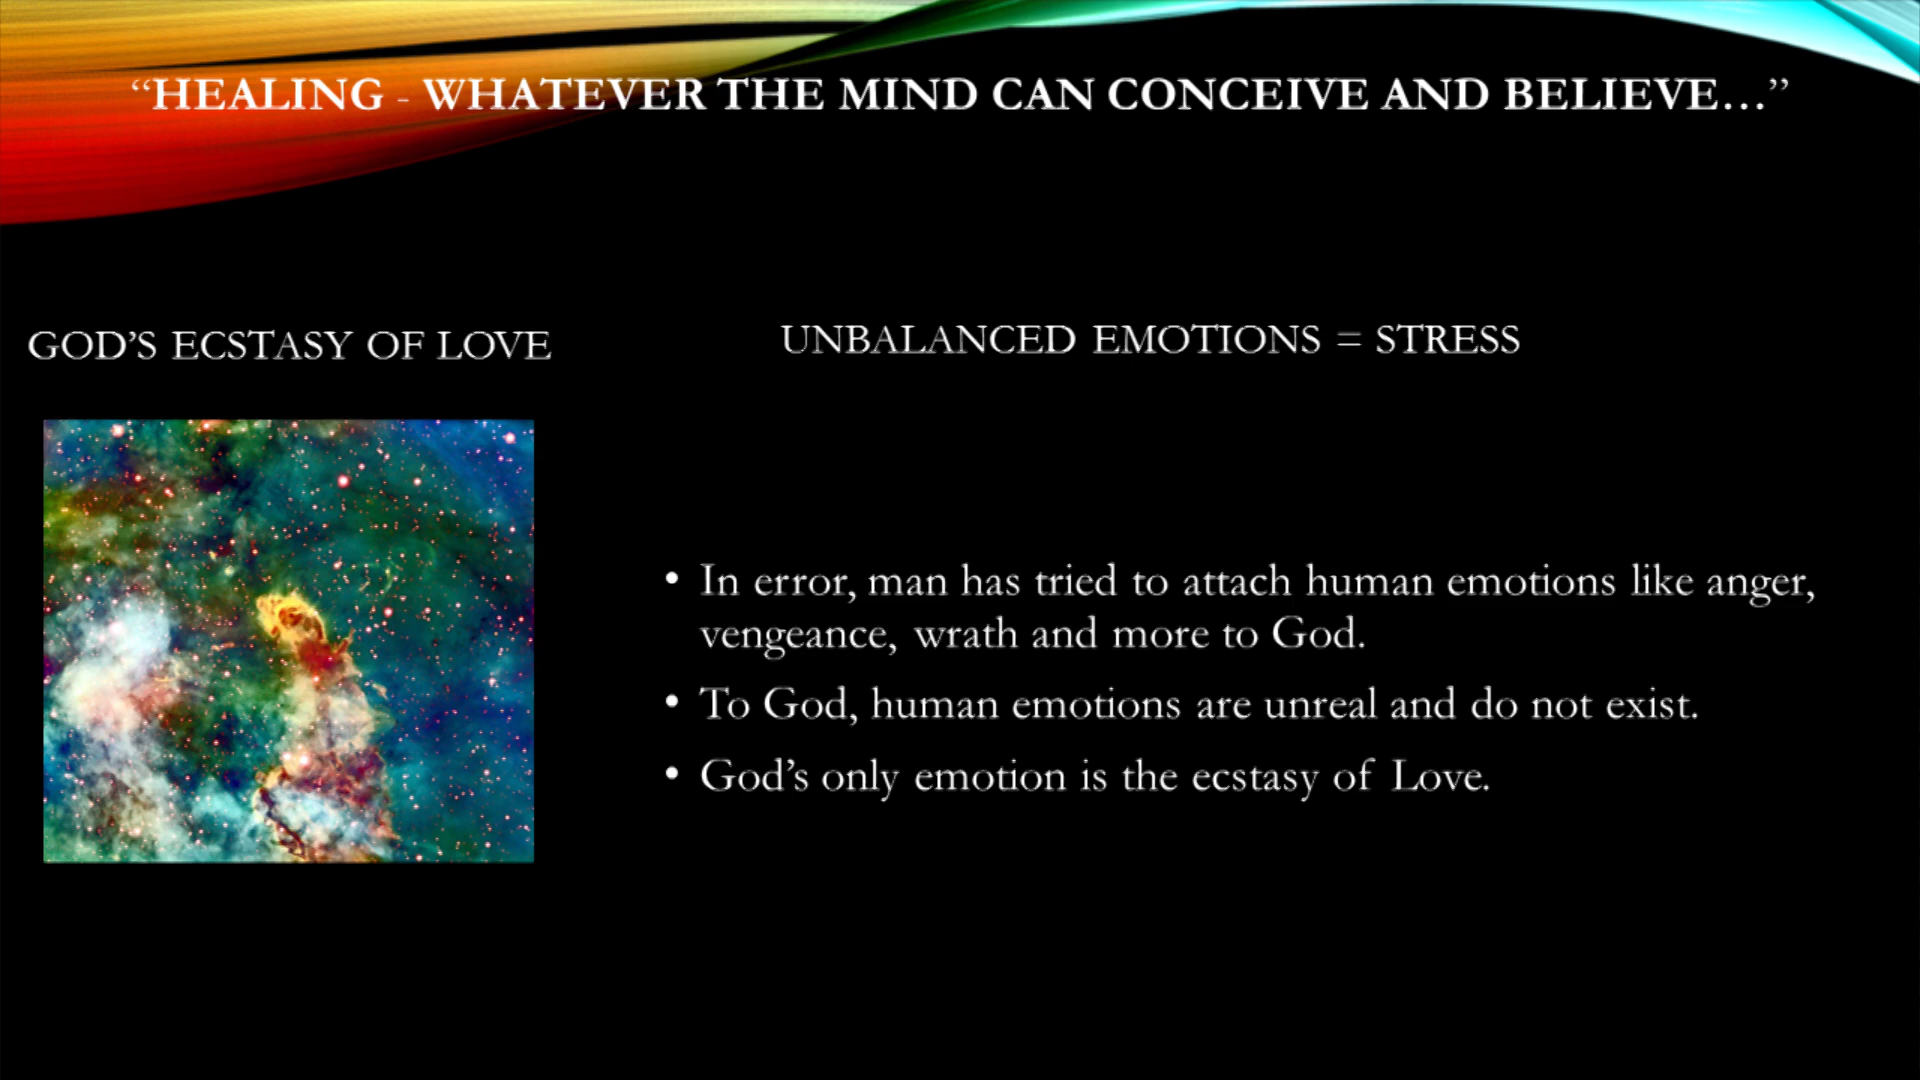 “HEALING - WHATEVER THE MIND CAN CONCEIVE AND BELIEVE…”
GOD’S ECSTASY OF LOVE
UNBALANCED EMOTIONS = STRESS
• In error, man has tried to attach human emotions like anger,
vengeance, wrath and more to God.
• To God, human emotions are unreal and do not exist.
• God’s only emotion is the ecstasy of Love.